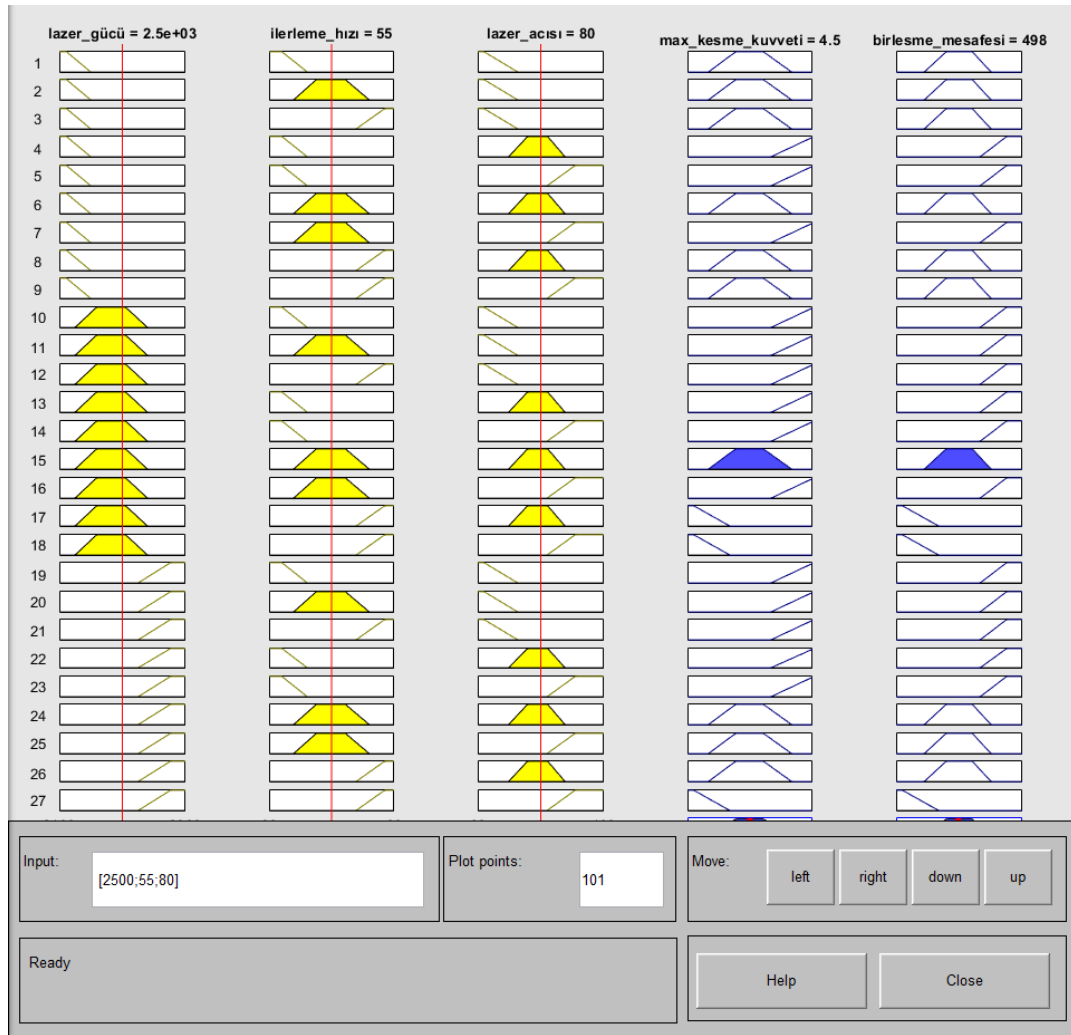 lazer_gücü = 2.5e+03
ilerleme_hızı = 55
lazer_acısı = 80
max_kesme_kuvveti = 4.5
birlesme_mesafesi = 498
1
2
3
4
5
6
7
8
9
10
11
12
13
14
15
16
17
18
19
20
21
22
23
24
25
26
27
Input:
[2500;55;80]
Plot points:
101
Move:
left
right
down
up
Ready
Help
Close